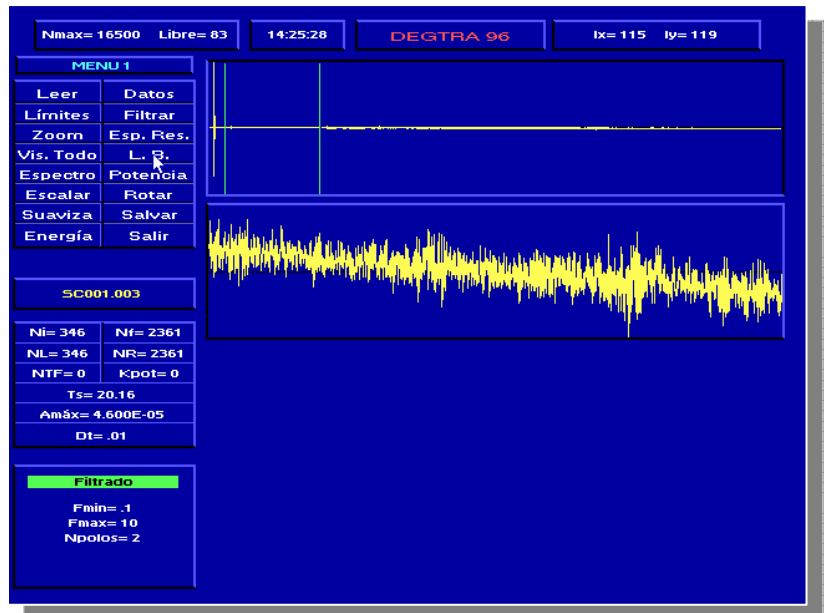 Nmax= 16500 Libre= 83 14:25:28 DEGTRA 96 Ix= 115 Iy= 119
MENU 1
Leer Datos
Límites Filtrar
Zoom Esp. Res.
Vis. Todo L. B.
Espectro Potencia
Escalar Rotar
Suaviza Salvar
Energía Salir
SC001.003
Ni= 346 Nf= 2361
NL= 346 NR= 2361
NTF= 0 Kpot= 0
Ts= 20.16
Amáx= 4.600E-05
Dt= .01
Filtrado
Fmin= .1
Fmax= 10
Npolos= 2